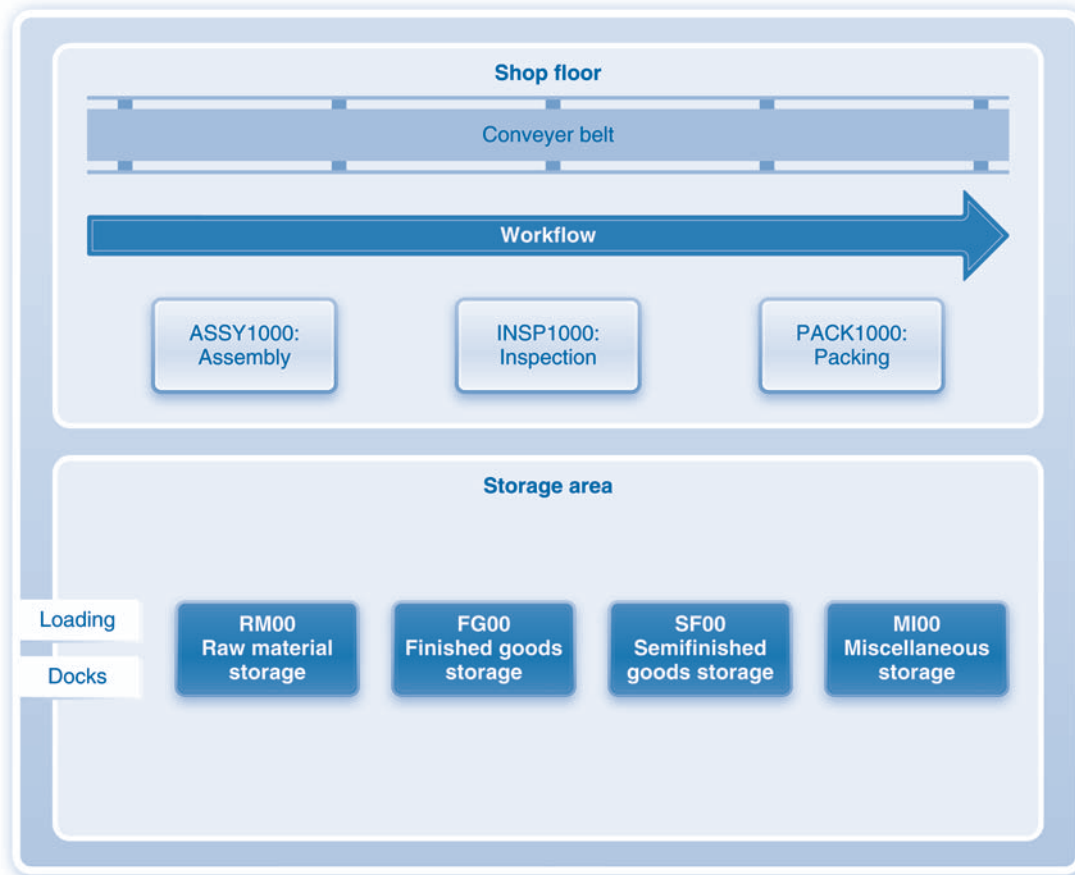 Shop floor
Conveyer belt
Workflow
ASSY1000:
Assembly
INSP1000:
Inspection
PACK1000:
Packing
Storage area
Loading
Docks
RM00
Raw material
storage
FG00
Finished goods
storage
SF00
Semifinished
goods storage
MI00
Miscellaneous
storage